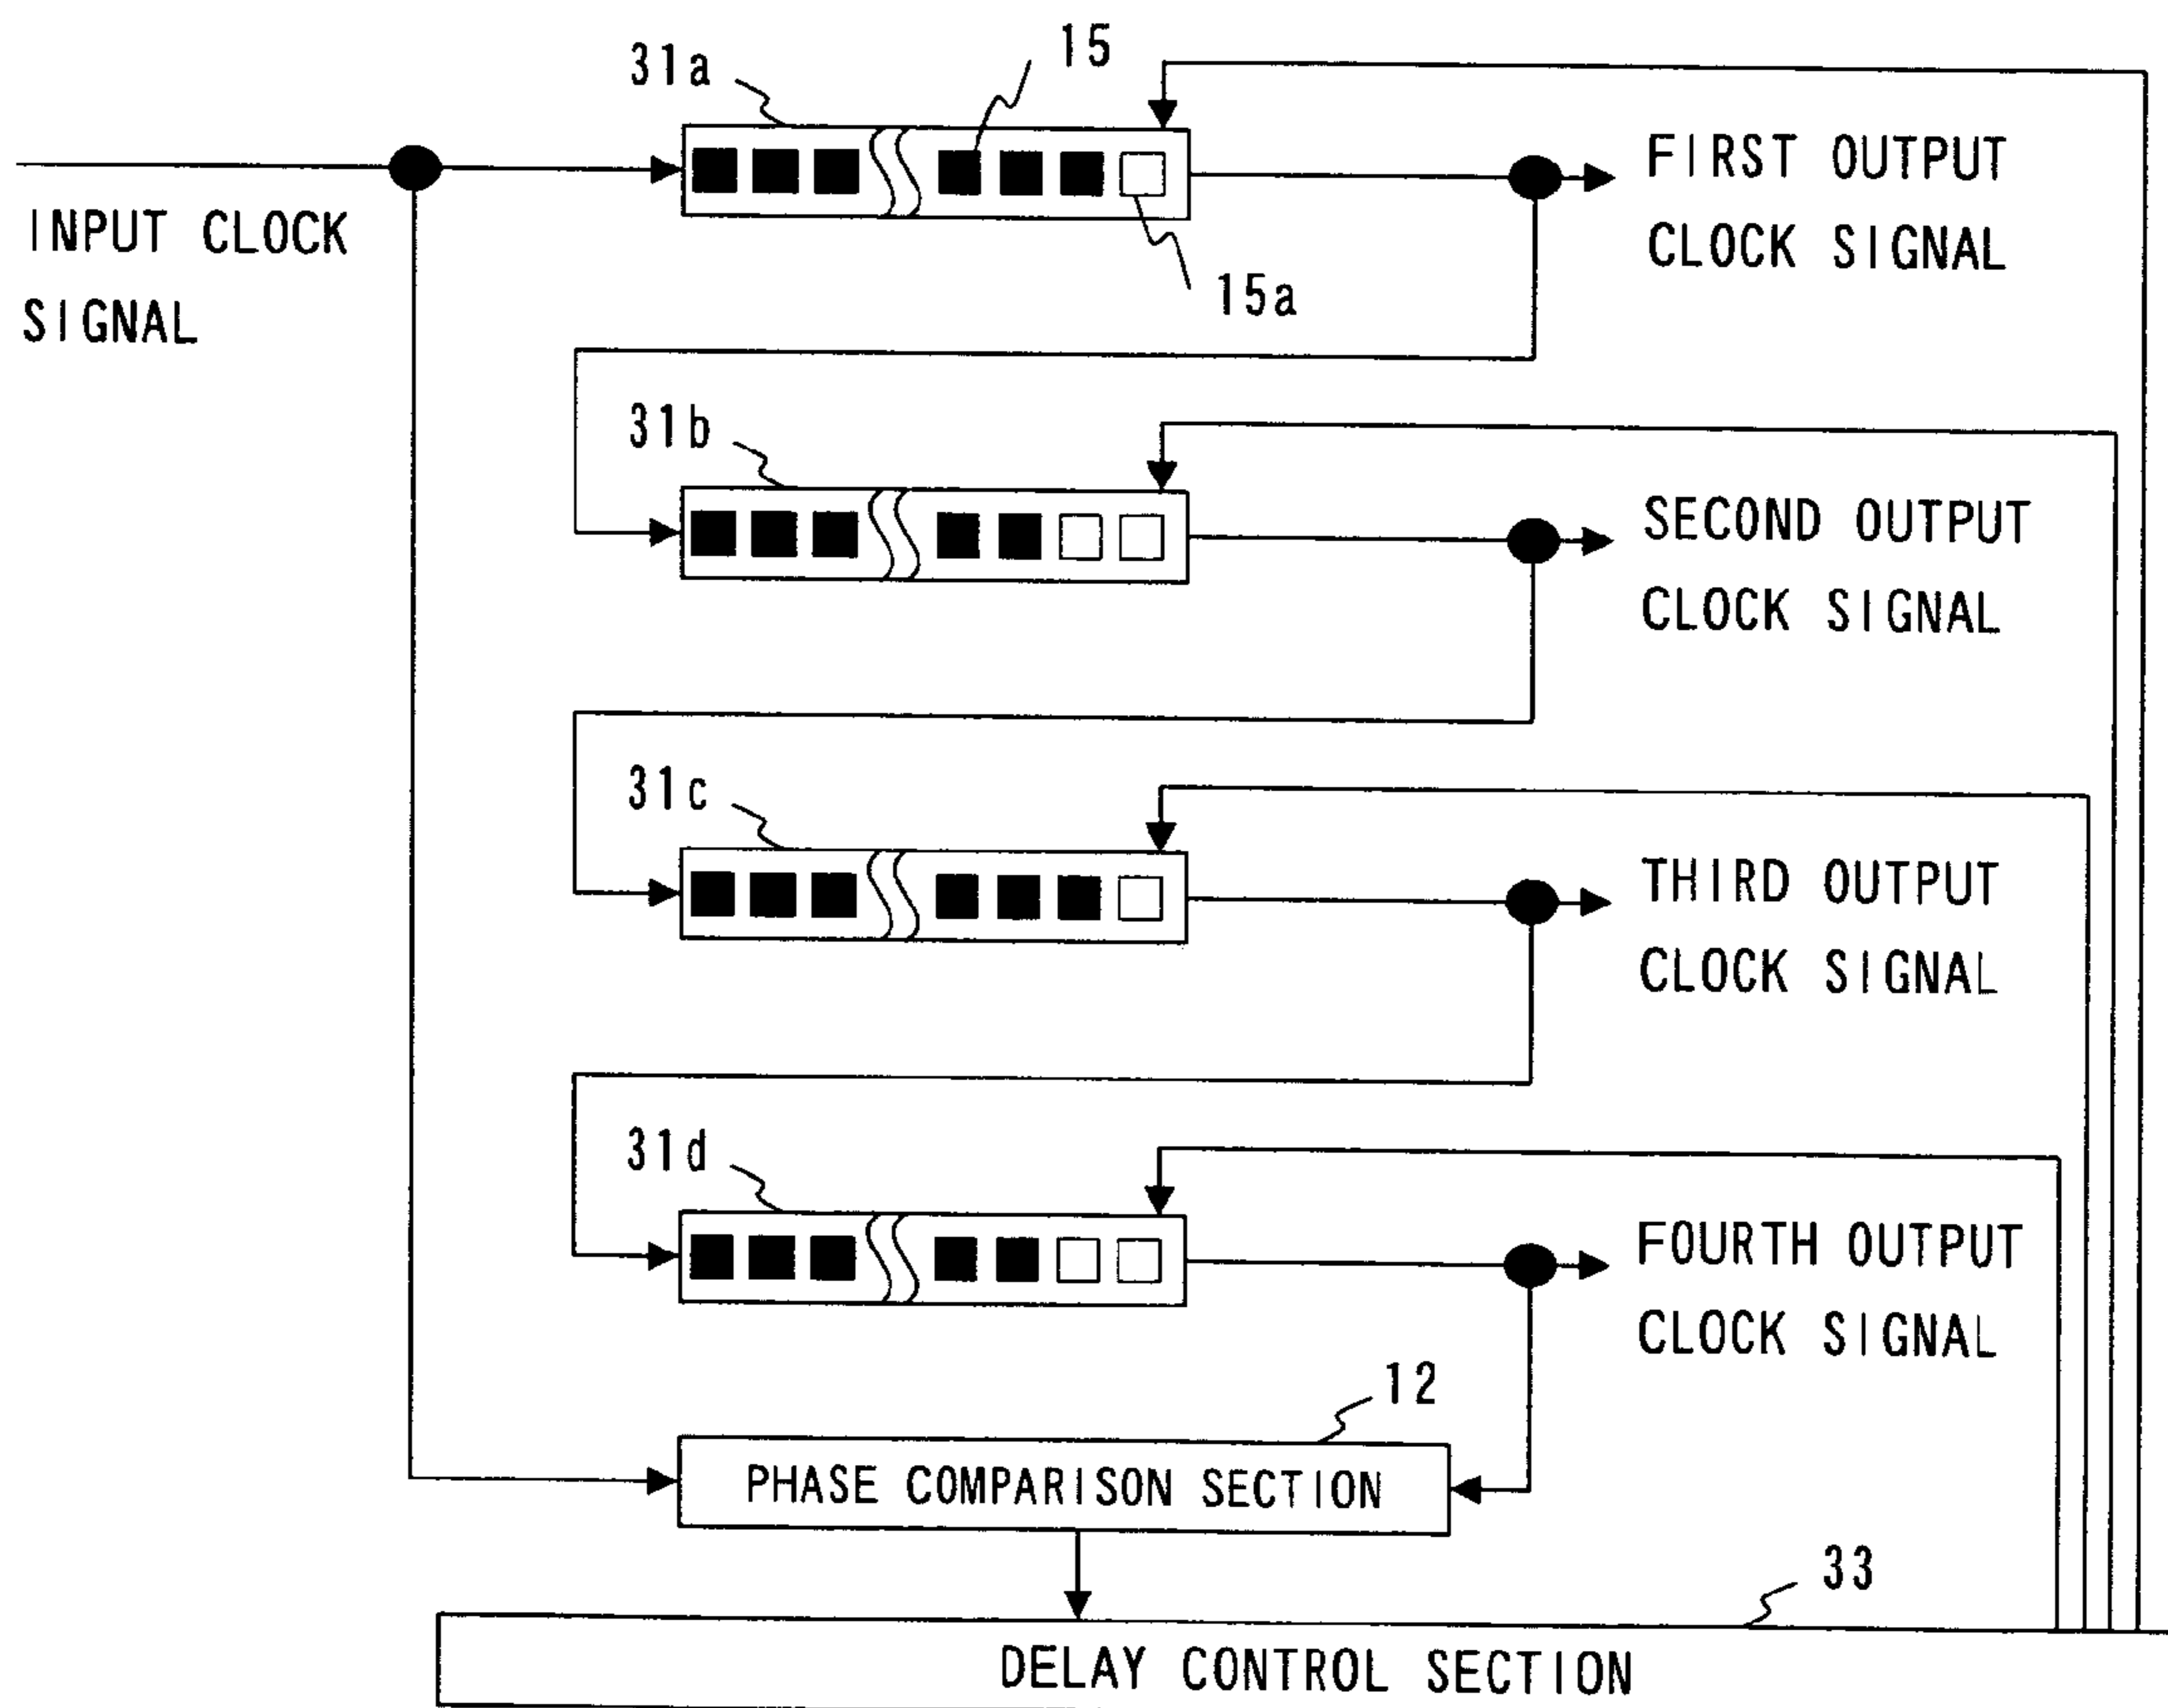 15
31a
FIRST OUTPUT
CLOCK SIGNAL
INPUT CLOCK
SIGNAL
15a
31b
SECOND OUTPUT
CLOCK SIGNAL
31c
THIRD OUTPUT
CLOCK SIGNAL
31d
FOURTH OUTPUT
CLOCK SIGNAL
12
PHASE COMPARISON SECTION
33
DELAY CONTROL SECTION